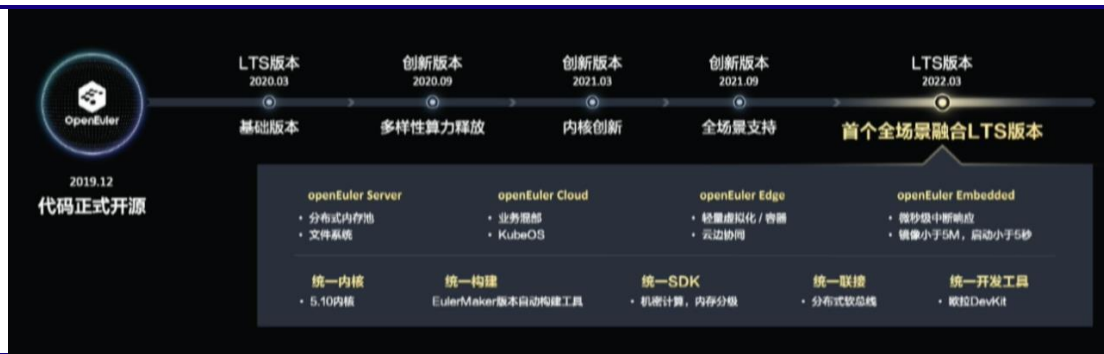 LTS版本 创新版本 创新版本 创新版本 LTS版本
2020.03 2020.09 2021.03 2021.09 2022.03
OpenEuler
基础版本 多样性算力释放 内核创新 全场景支持 首个全场景融合LTS版本
2019.12
代码正式开源
openEuler Server openEuler Cloud openEuler Edge openEuler Embedded
• 分布式内存池 • 业务混部 • 轻量虚拟化 / 容器 • 微秒级中断响应
• 文件系统 • KubeOS • 云边协同 • 镜像小于5M，启动小于5秒
统一内核 统一构建 统一SDK 统一联接 统一开发工具
• 5.10内核 EulerMaker版本自动构建工具 • 机密计算，内存分级 • 分布式软总线 • 欧拉DevKit